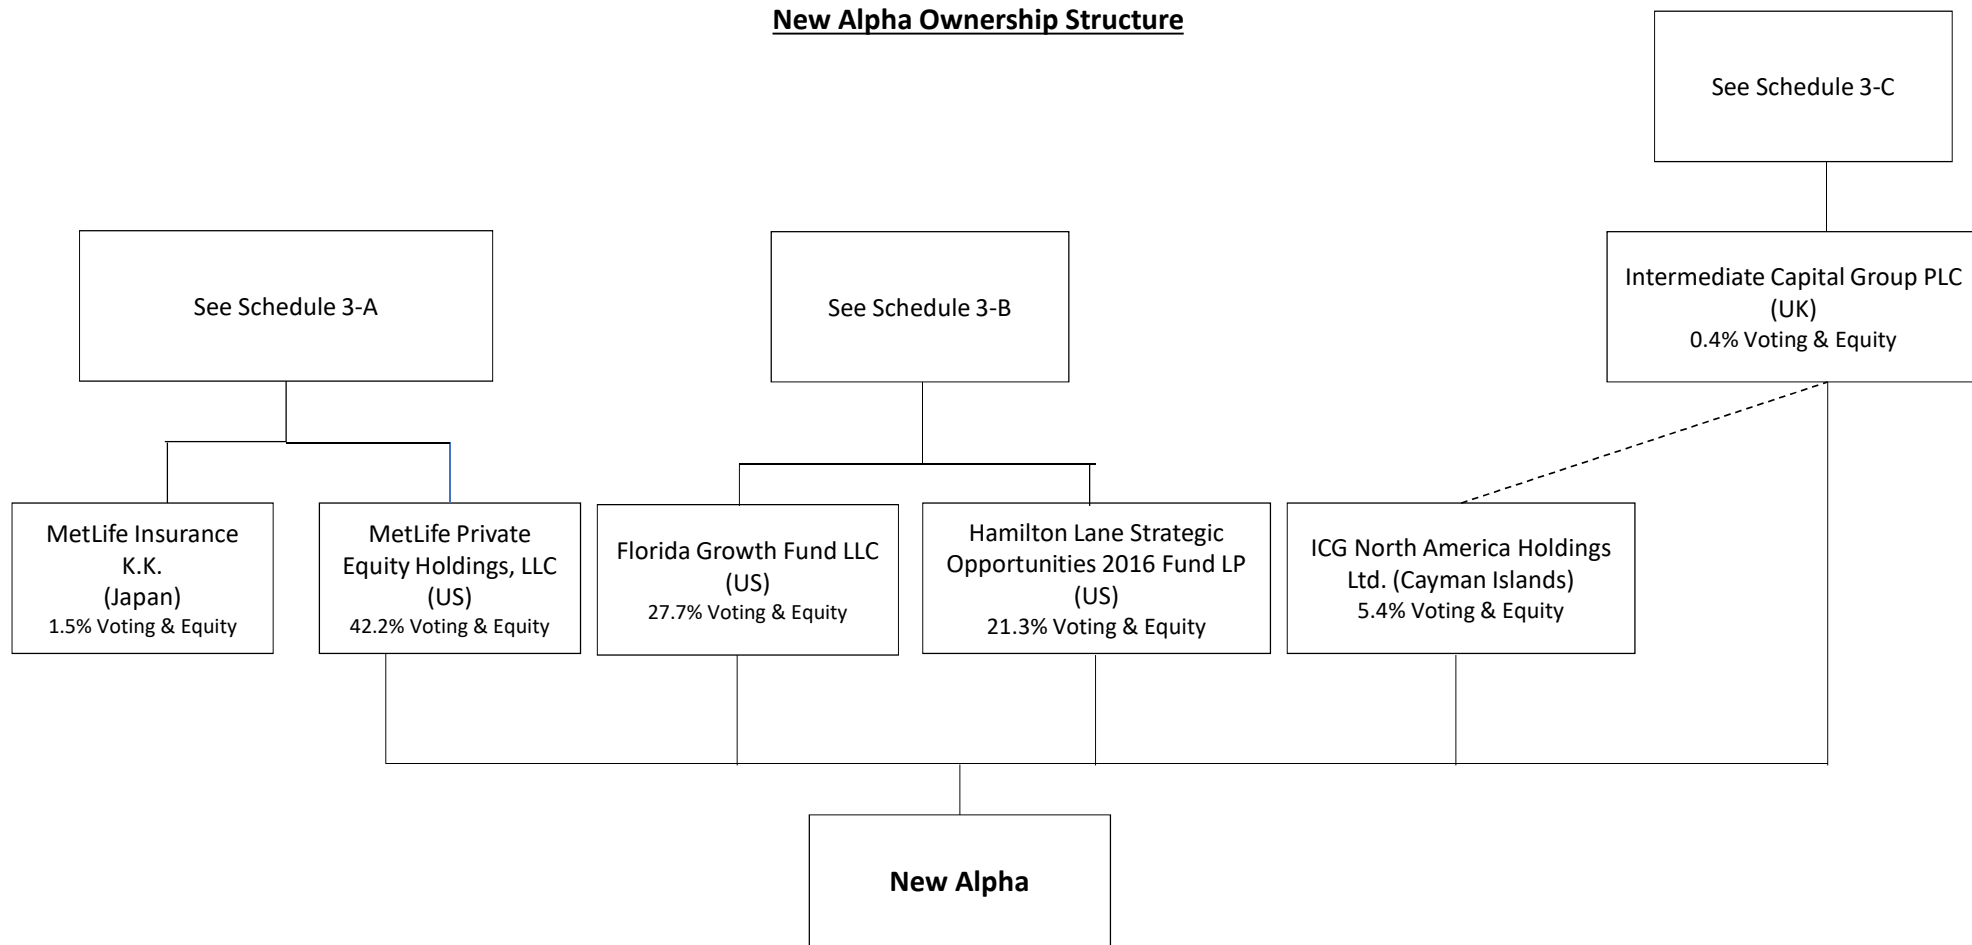 New Alpha Ownership Structure
See Schedule 3-C
See Schedule 3-A
See Schedule 3-B
Intermediate Capital Group PLC
(UK)
0.4% Voting & Equity
MetLife Insurance
K.K.
(Japan)
1.5% Voting & Equity
MetLife Private
Equity Holdings, LLC
(US)
42.2% Voting & Equity
Florida Growth Fund LLC
(US)
27.7% Voting & Equity
Hamilton Lane Strategic
Opportunities 2016 Fund LP
(US)
21.3% Voting & Equity
ICG North America Holdings
Ltd. (Cayman Islands)
5.4% Voting & Equity
New Alpha